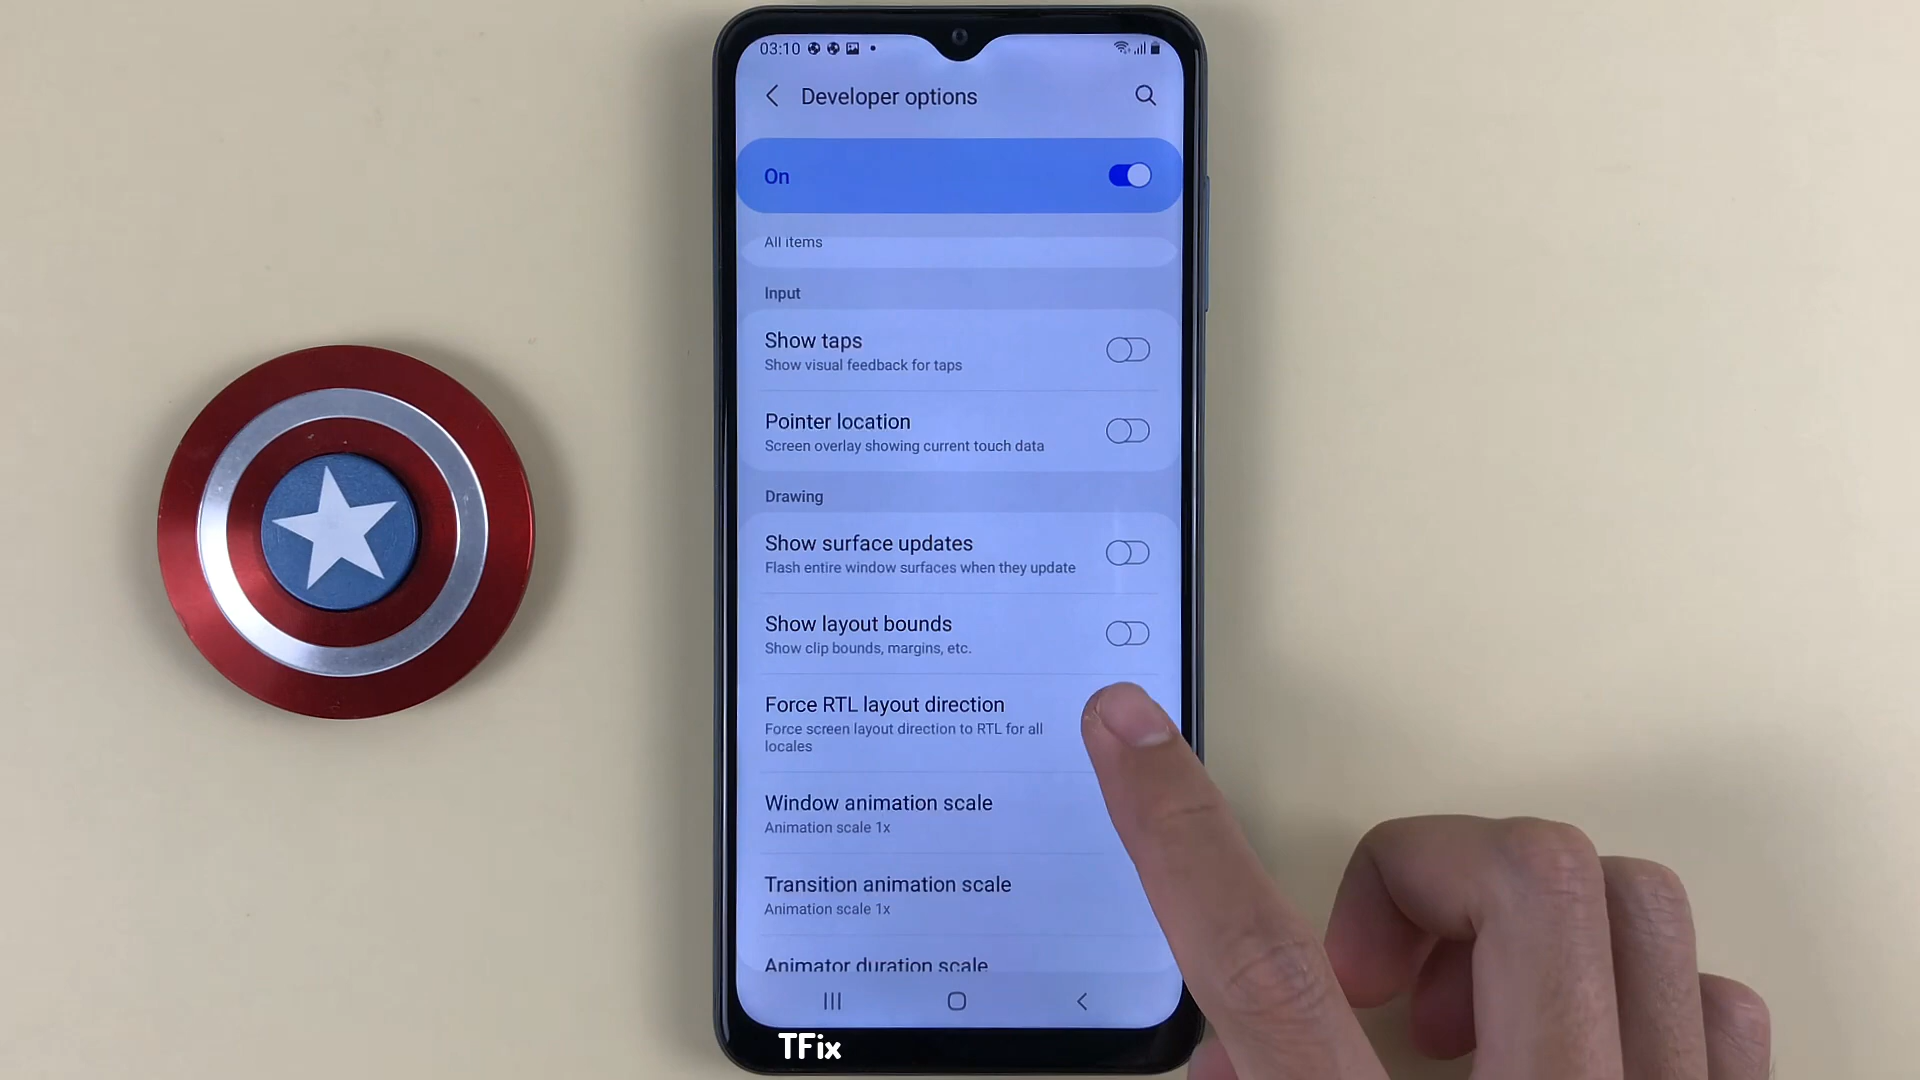 03:10
Developer options
On
All items
Input
Show taps
Show visual feedback for taps
Pointer location
Screen overlay showing current touch data
Drawing
Show surface updates
Flash entire window surfaces when they update
Show layout bounds
Show clip bounds, margins, etc.
Force RTL layout direction
Force screen layout direction to RTL for all
locales
Window animation scale
Animation scale 1x
Transition animation scale
Animation scale 1x
Animator duration scale
TFix